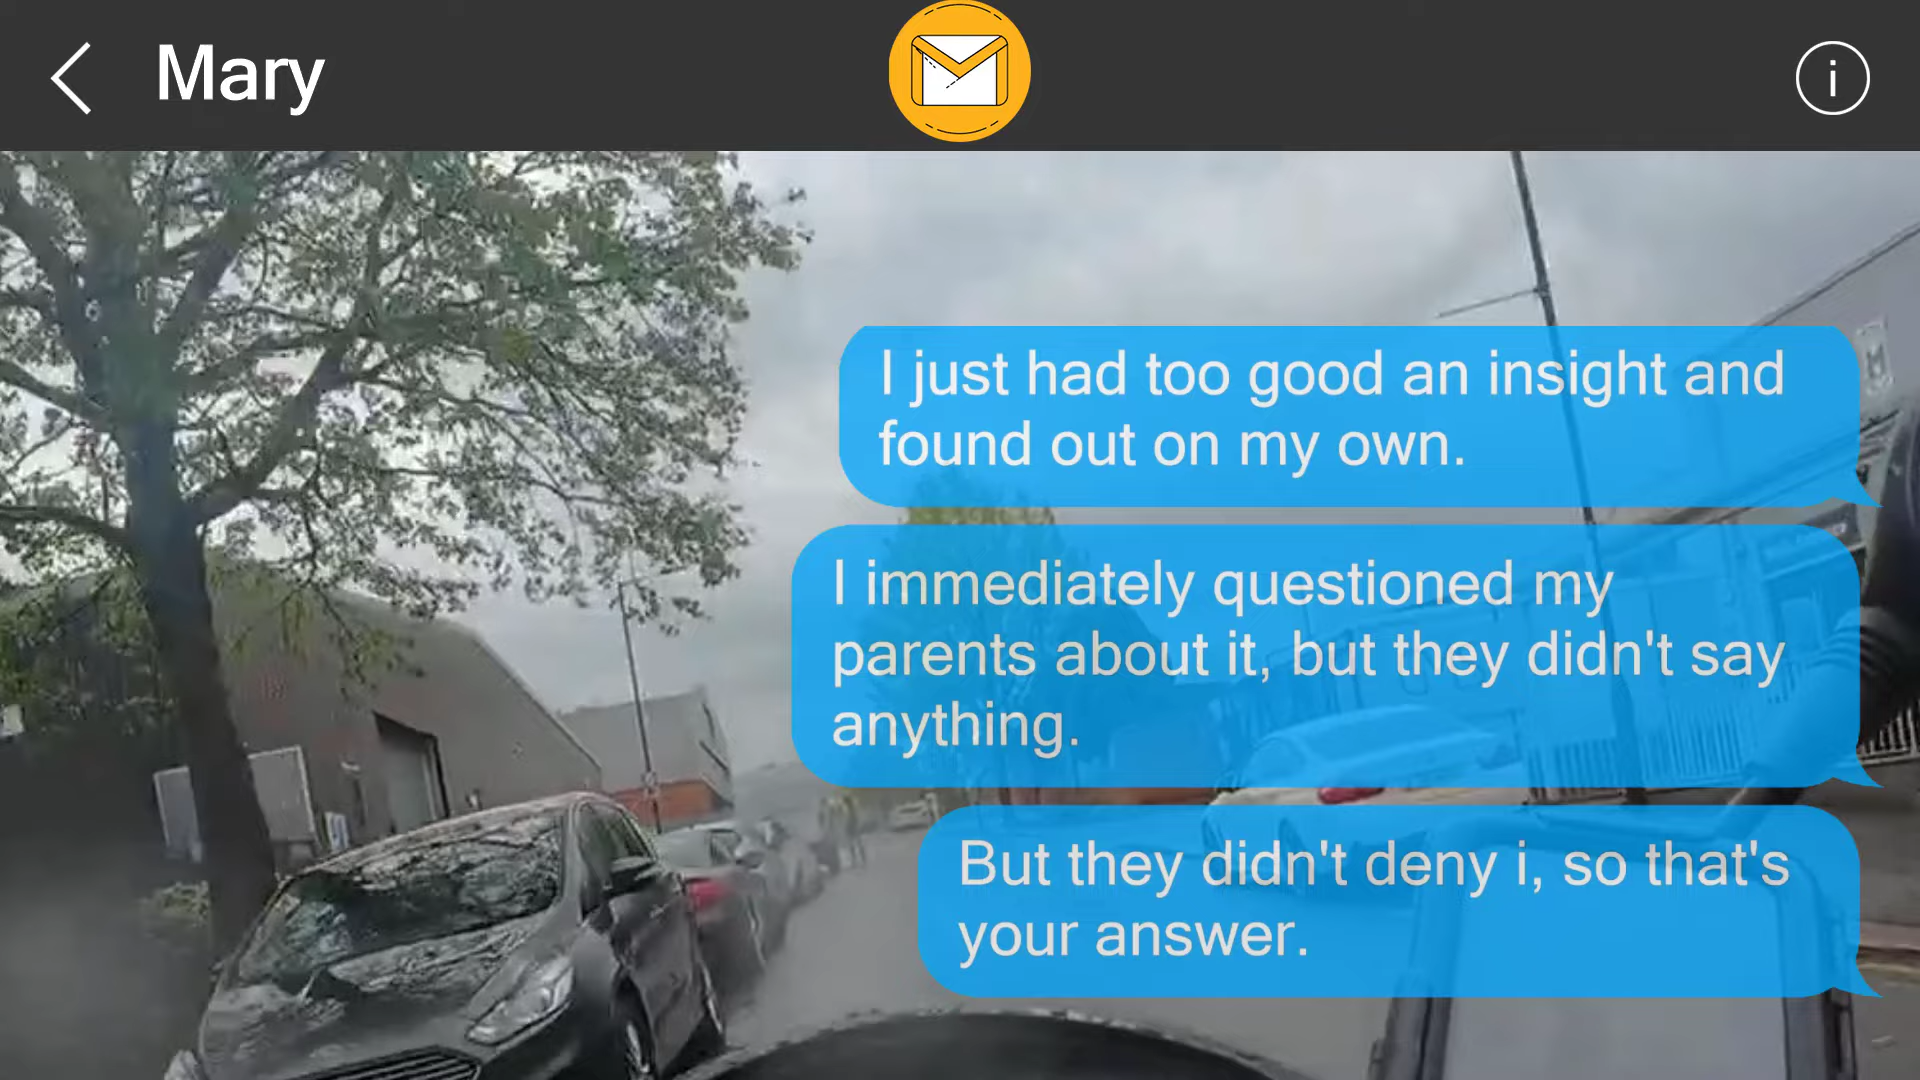 Mary
i
I just had too good an insight and
found out on my own.
I immediately questioned my
parents about it, but they didn't say
anything.
But they didn't deny i, so that's
your answer.